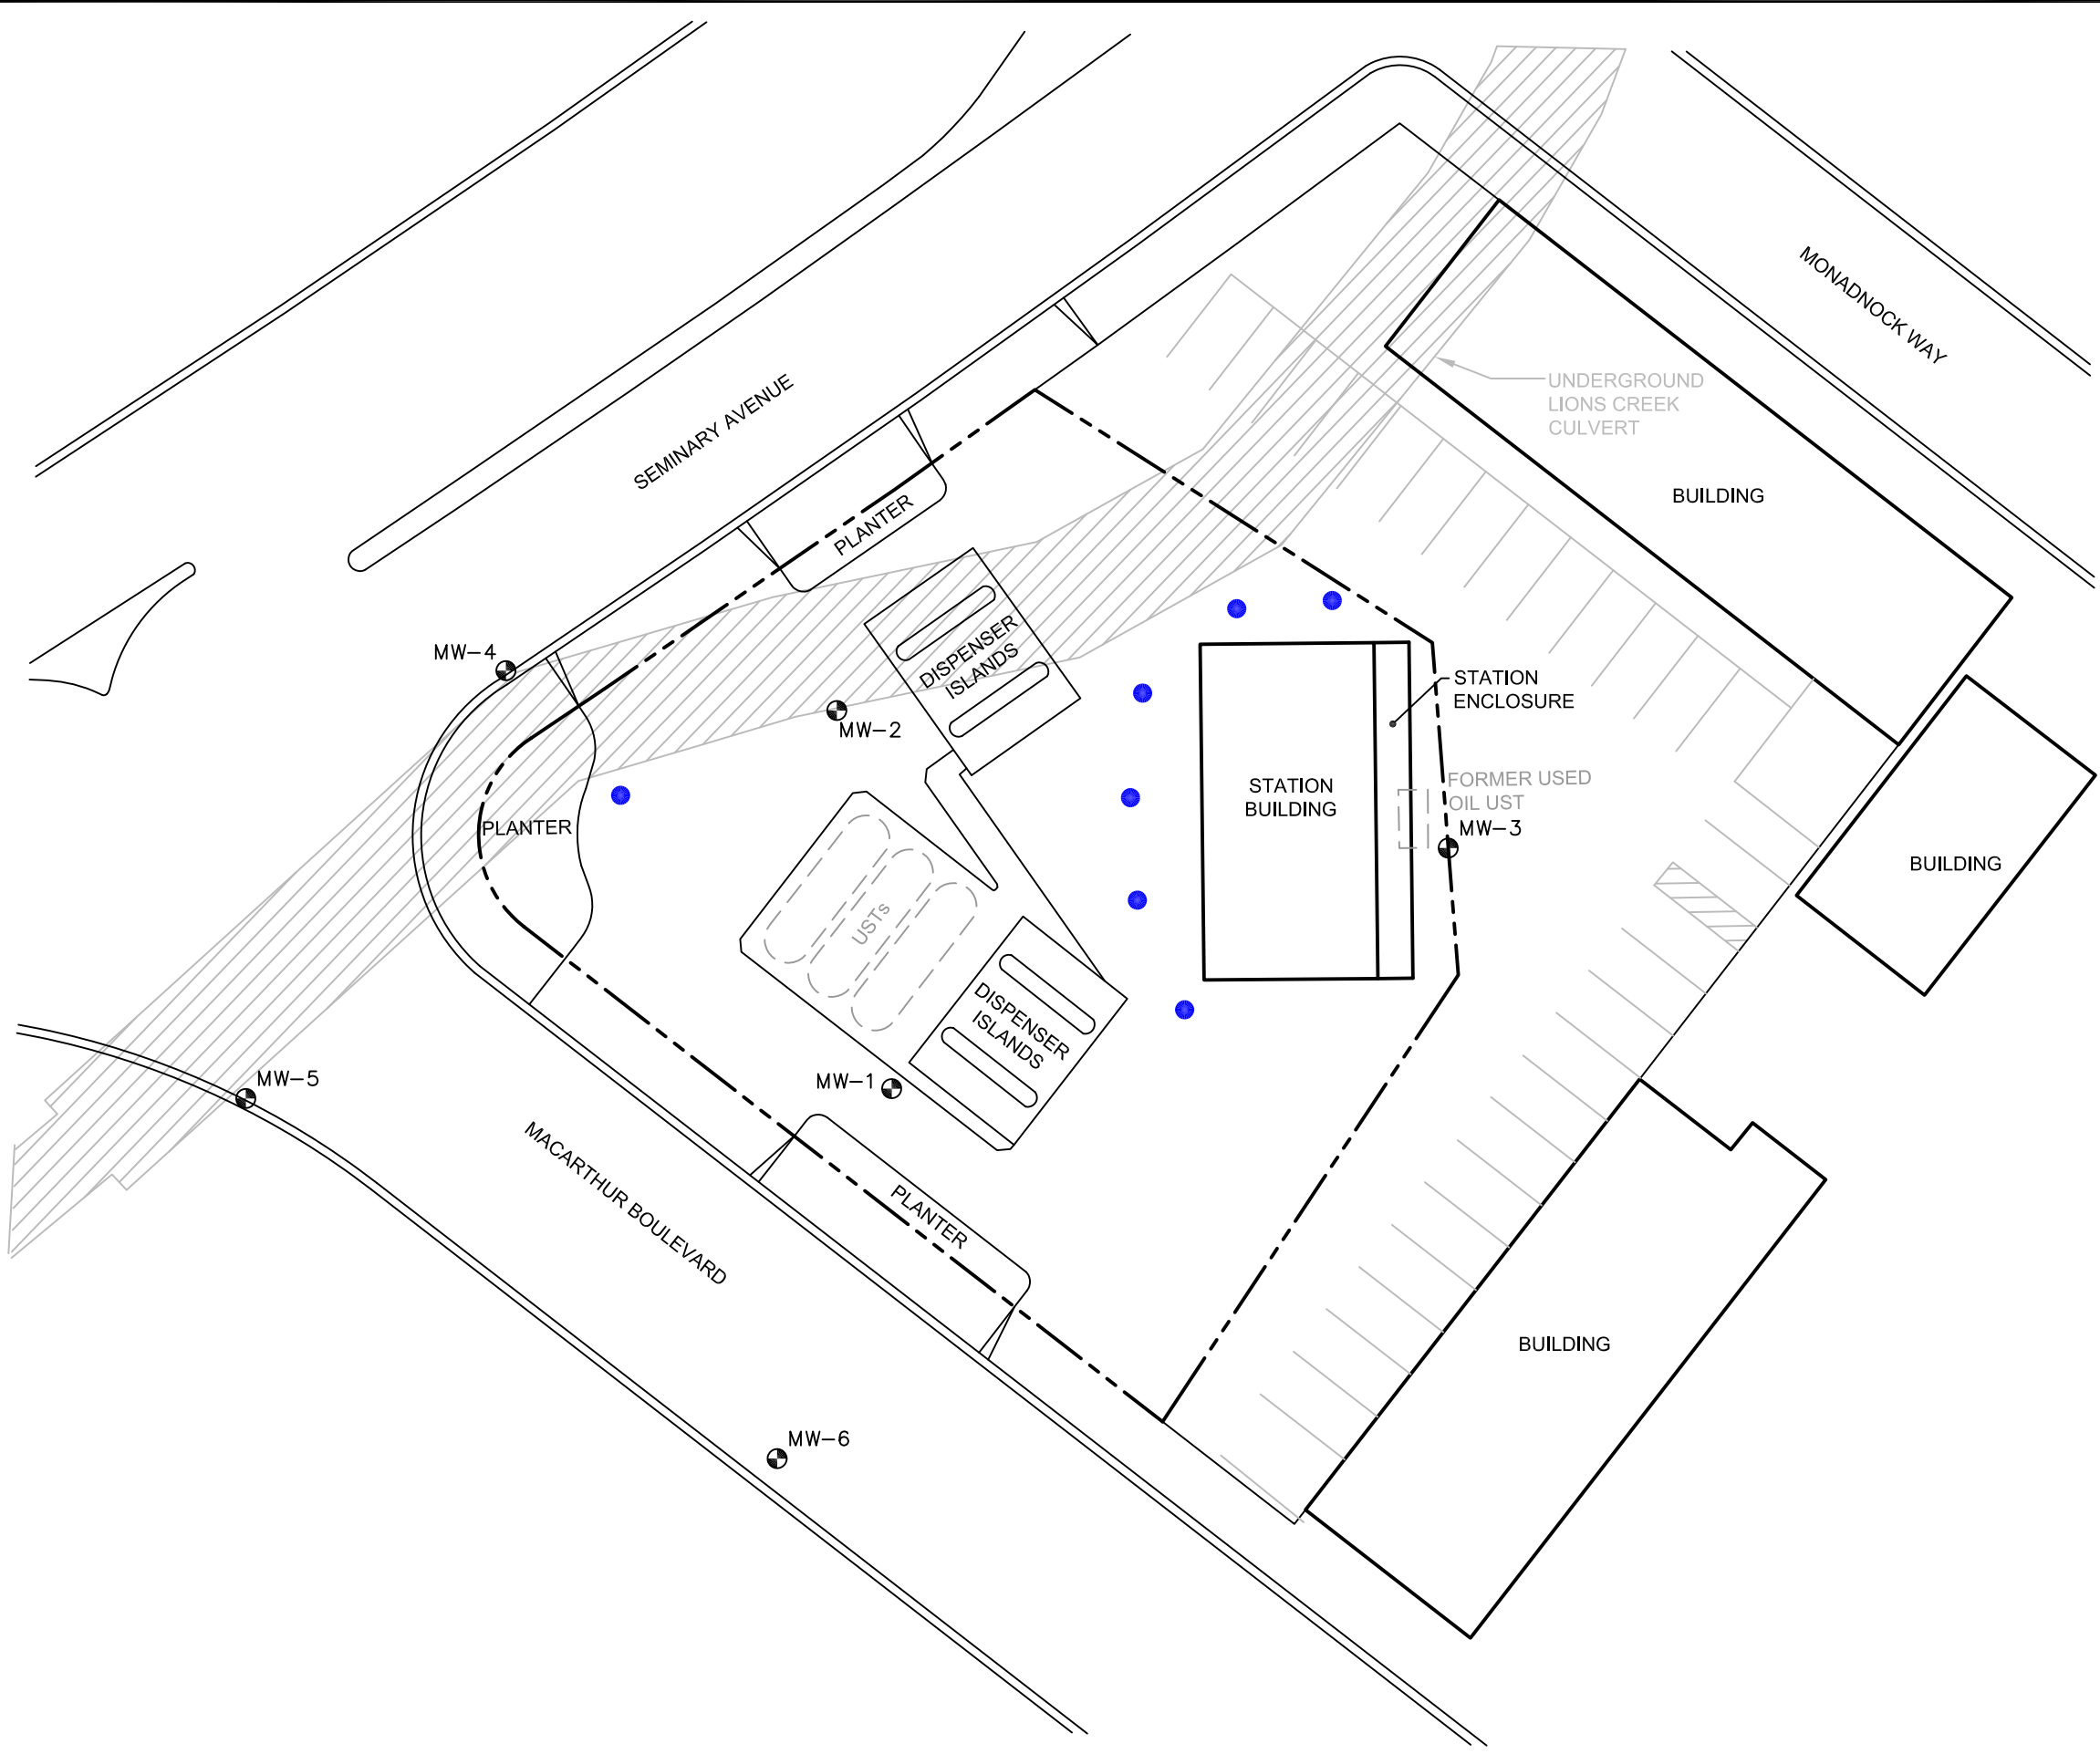 MONADNOCK WAY
UNDERGROUND
LIONS CREEK
CULVERT
SEMINARY AVENUE
BUILDING
PLANTER
DISPENSER
ISLANDS
MW-4
MW-2
STATION
ENCLOSURE
STATION
BUILDING
FORMER USED
OIL UST
MW-3
PLANTER
BUILDING
USTs
DISPENSER
ISLANDS
MW-5
MW-1
MACARTHUR BOULEVARD
PLANTER
BUILDING
MW-6